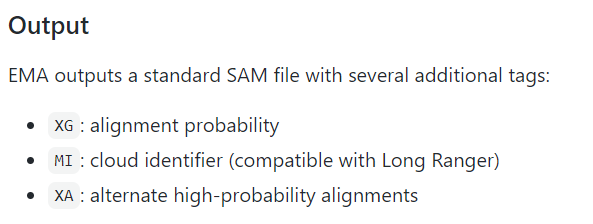 Output
EMA outputs a standard SAM file with several additional tags:
• XG : alignment probability
• MI : cloud identifier (compatible with Long Ranger)
• XA : alternate high-probability alignments